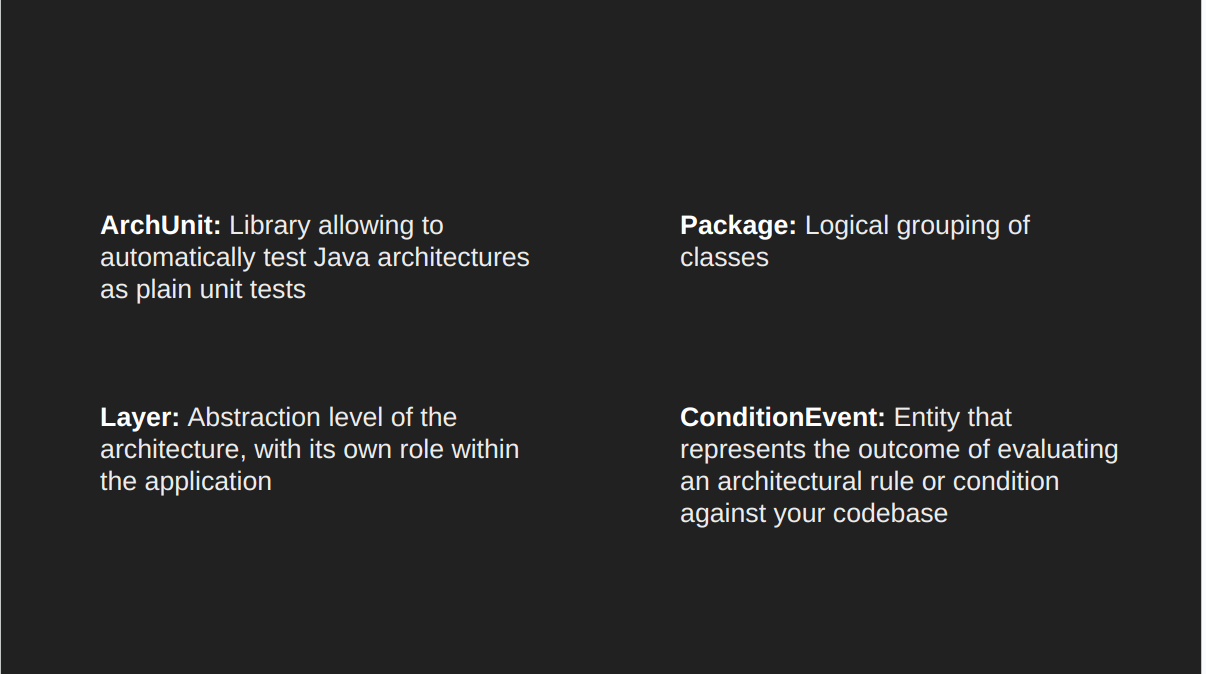 ArchUnit: Library allowing to
automatically test Java architectures
as plain unit tests
Package: Logical grouping of
classes
Layer: Abstraction level of the
architecture, with its own role within
the application
ConditionEvent: Entity that
represents the outcome of evaluating
an architectural rule or condition
against your codebase